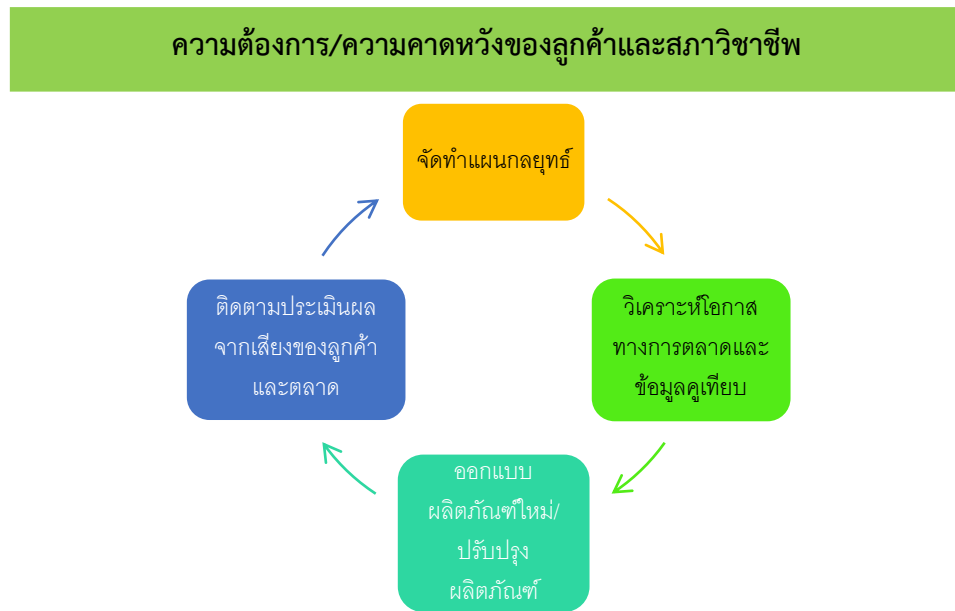 ความต้องการ/ความคาดหวังของลูกค้าและสภาวิชาชีพ
จัดทำแผนกลยุทธ์
ติดตามประเมินผล
จากเสียงของลูกค้า
และตลาด
วิเคราะห์โอกาส
ทางการตลาดและ
ข้อมูลคูเทียบ
ออกแบบ
ผลิตภัณฑ์ใหม่/
ปรับปรุง
ผลิตภัณฑ์